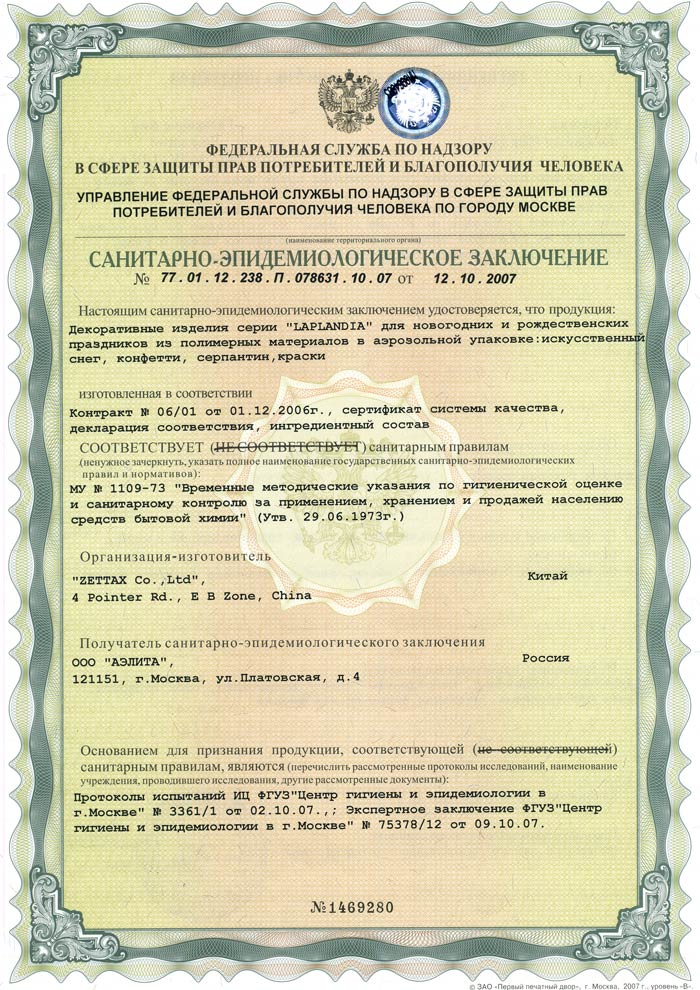 ФЕДЕРАЛЬНАЯ СЛУЖБА ПО НАДЗОРУ
В СФЕРЕ ЗАЩИТЫ ПРАВ ПОТРЕБИТЕЛЕЙ И БЛАГОПОЛУЧИЯ ЧЕЛОВЕКА
УПРАВЛЕНИЕ ФЕДЕРАЛЬНОЙ СЛУЖБЫ ПО НАДЗОРУ В СФЕРЕ ЗАЩИТЫ ПРАВ
ПОТРЕБИТЕЛЕЙ И БЛАГОПОЛУЧИЯ ЧЕЛОВЕКА ПО ГОРОДУ МОСКВЕ
(наименование территориального органа)
САНИТАРНО-ЭПИДЕМИОЛОГИЧЕСКОЕ ЗАКЛЮЧЕНИЕ
№ 77.01.12.238.П.078631.10.07 от 12.10.2007
Настоящим санитарно-эпидемиологическим заключением удостоверяется, что продукция:
Декоративные изделия серии "LAPLANDIA" для новогодних и рождественских
праздников из полимерных материалов в аэрозольной упаковке:искусственный
снег, конфетти, серпантин,краски
изготовленная в соответствии
Контракт № 06/01 от 01.12.2006г., сертификат системы качества,
декларация соответствия, ингредиентный состав
СООТВЕТСТВУЕТ (НЕ СООТВЕТСТВУЕТ) санитарным правилам
(ненужное зачеркнуть, указать полное наименование государственных санитарно-эпидемиологических
правил и нормативов):
МУ № 1109-73 "Временные методические указания по гигиенической оценке
и санитарному контролю за применением, хранением и продажей населению
средств бытовой химии" (Утв. 29.06.1973г.)
Организация-изготовитель
"ZETTAX Co.,Ltd", Китай
4 Pointer Rd., E B Zone, China
Получатель санитарно-эпидемиологического заключения
ООО "АЭЛИТА", Россия
121151, г.Москва, ул.Платовская, д.4
Основанием для признания продукции, соответствующей (не соответствующей)
санитарным правилам, являются (перечислить рассмотренные протоколы исследований, наименование
учреждения, проводившего исследования, другие рассмотренные документы):
Протоколы испытаний ИЦ ФГУЗ"Центр гигиены и эпидемиологии в
г.Москве" № 3361/1 от 02.10.07.,; Экспертное заключение ФГУЗ"Центр
гигиены и эпидемиологии в г.Москве" № 75378/12 от 09.10.07.
№1469280
© ЗАО «Первый печатный двор», г. Москва, 2007 г., уровень «В».